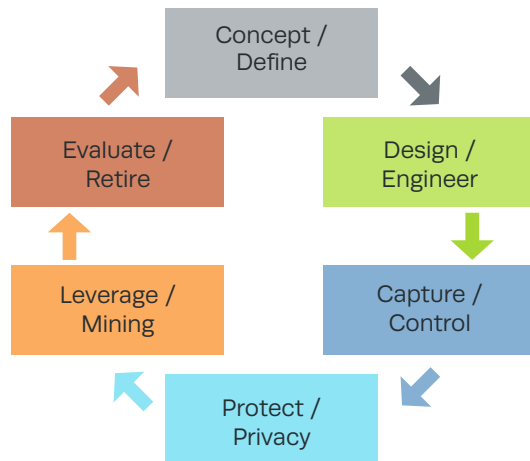 Concept /
Define
Design /
Engineer
Capture /
Control
Protect /
Privacy
Leverage /
Mining
Evaluate /
Retire